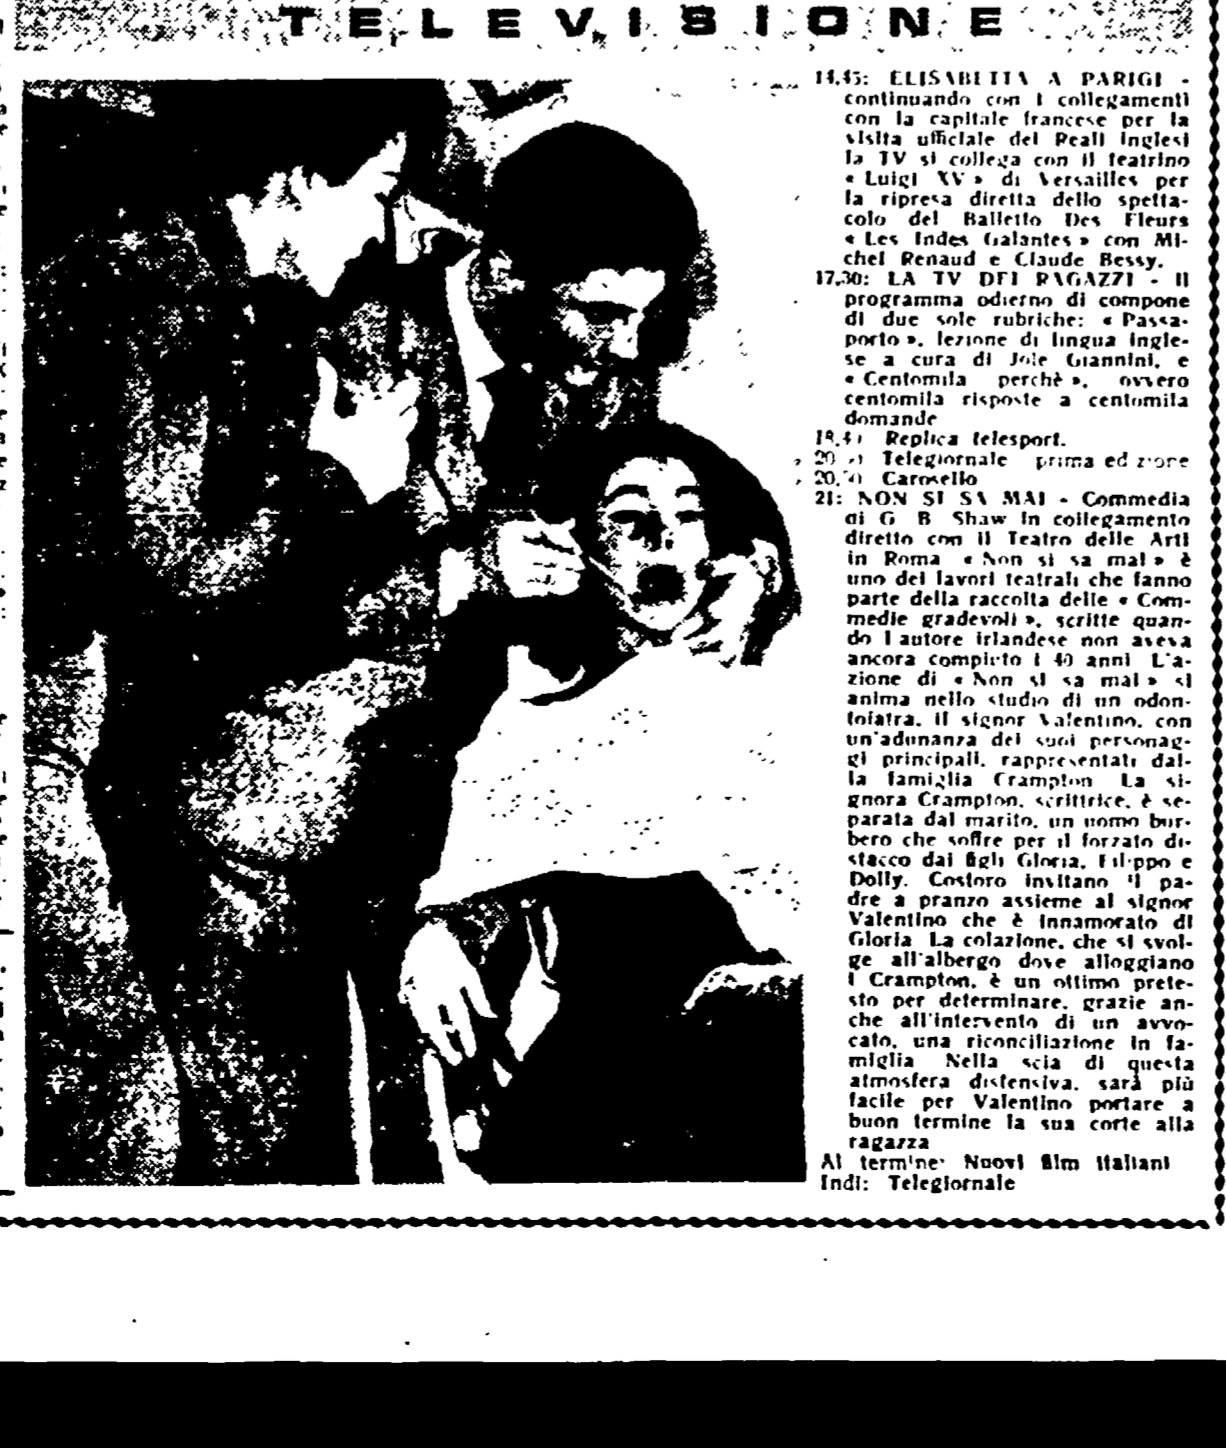 TELEVISIONE
14,45: ELISABETTA A PARIGI -
continuando con i collegamenti
con la capitale francese per la
visita ufficiale dei Reali inglesi
la TV si collega con il teatrino
« Luigi XV » di Versailles per
la ripresa diretta dello spetta-
colo del Balletto Des Fleurs
« Les Indes Galantes » con Mi-
chel Renaud e Claude Bessy.
17,30: LA TV DEI RAGAZZI - Il
programma odierno di compone
di due sole rubriche: « Passa-
porto », lezione di lingua ingle-
se a cura di Jole Giannini, e
« Centomila perchè », ovvero
centomila risposte a centomila
domande
Replica telesport.
Telegiornale prima edizione
Carosello
21: NON SI SA MAI - Commedia
di G B Shaw In collegamento
diretto con il Teatro delle Arti
in Roma « Non si sa mai » è
uno dei lavori teatrali che fanno
parte della raccolta delle « Com-
medie gradevoli », scritte quan-
do l autore irlandese non aveva
ancora compiuto i 40 anni L'a-
zione di « Non si sa mai » si
anima nello studio di un odon-
toiatra, il signor Valentino, con
un'adunanza dei suoi personag-
gi principali, rappresentati dal-
la famiglia Crampton La si-
gnora Crampton, scrittrice, è se-
parata dal marito, un uomo bur-
bero che soffre per il forzato di-
stacco dai figli Gloria, Filippo e
Dolly. Costoro invitano il pa-
dre a pranzo assieme al signor
Valentino che è innamorato di
Gloria La colazione, che si svol-
ge all'albergo dove alloggiano
i Crampton, è un ottimo prete-
sto per determinare, grazie an-
che all'intervento di un avvo-
cato, una riconciliazione in fa-
miglia Nella scia di questa
atmosfera distensiva, sarà più
facile per Valentino portare a
buon termine la sua corte alla
ragazza
Al termine: Nuovi film italiani
Indi: Telegiornale